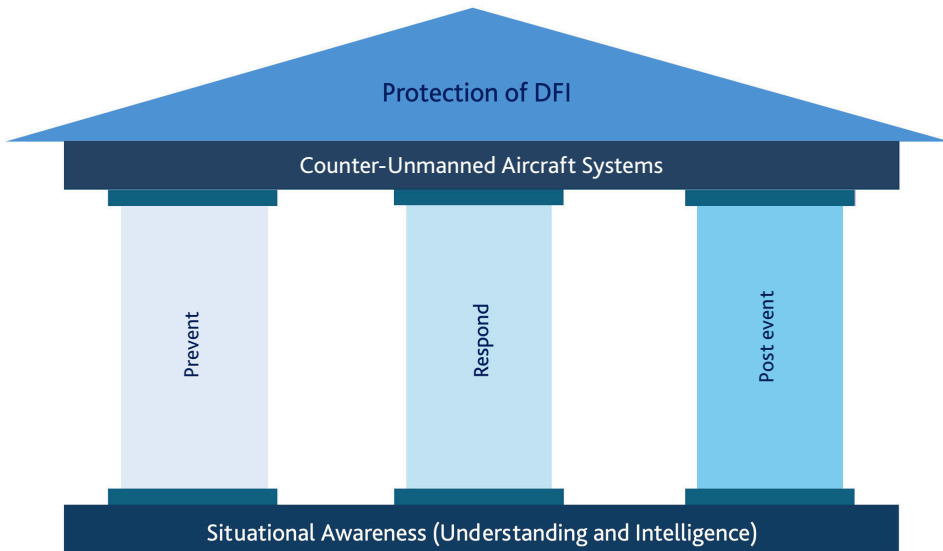 Protection of DFI
Counter-Unmanned Aircraft Systems
Prevent
Respond
Post event
Situational Awareness (Understanding and Intelligence)